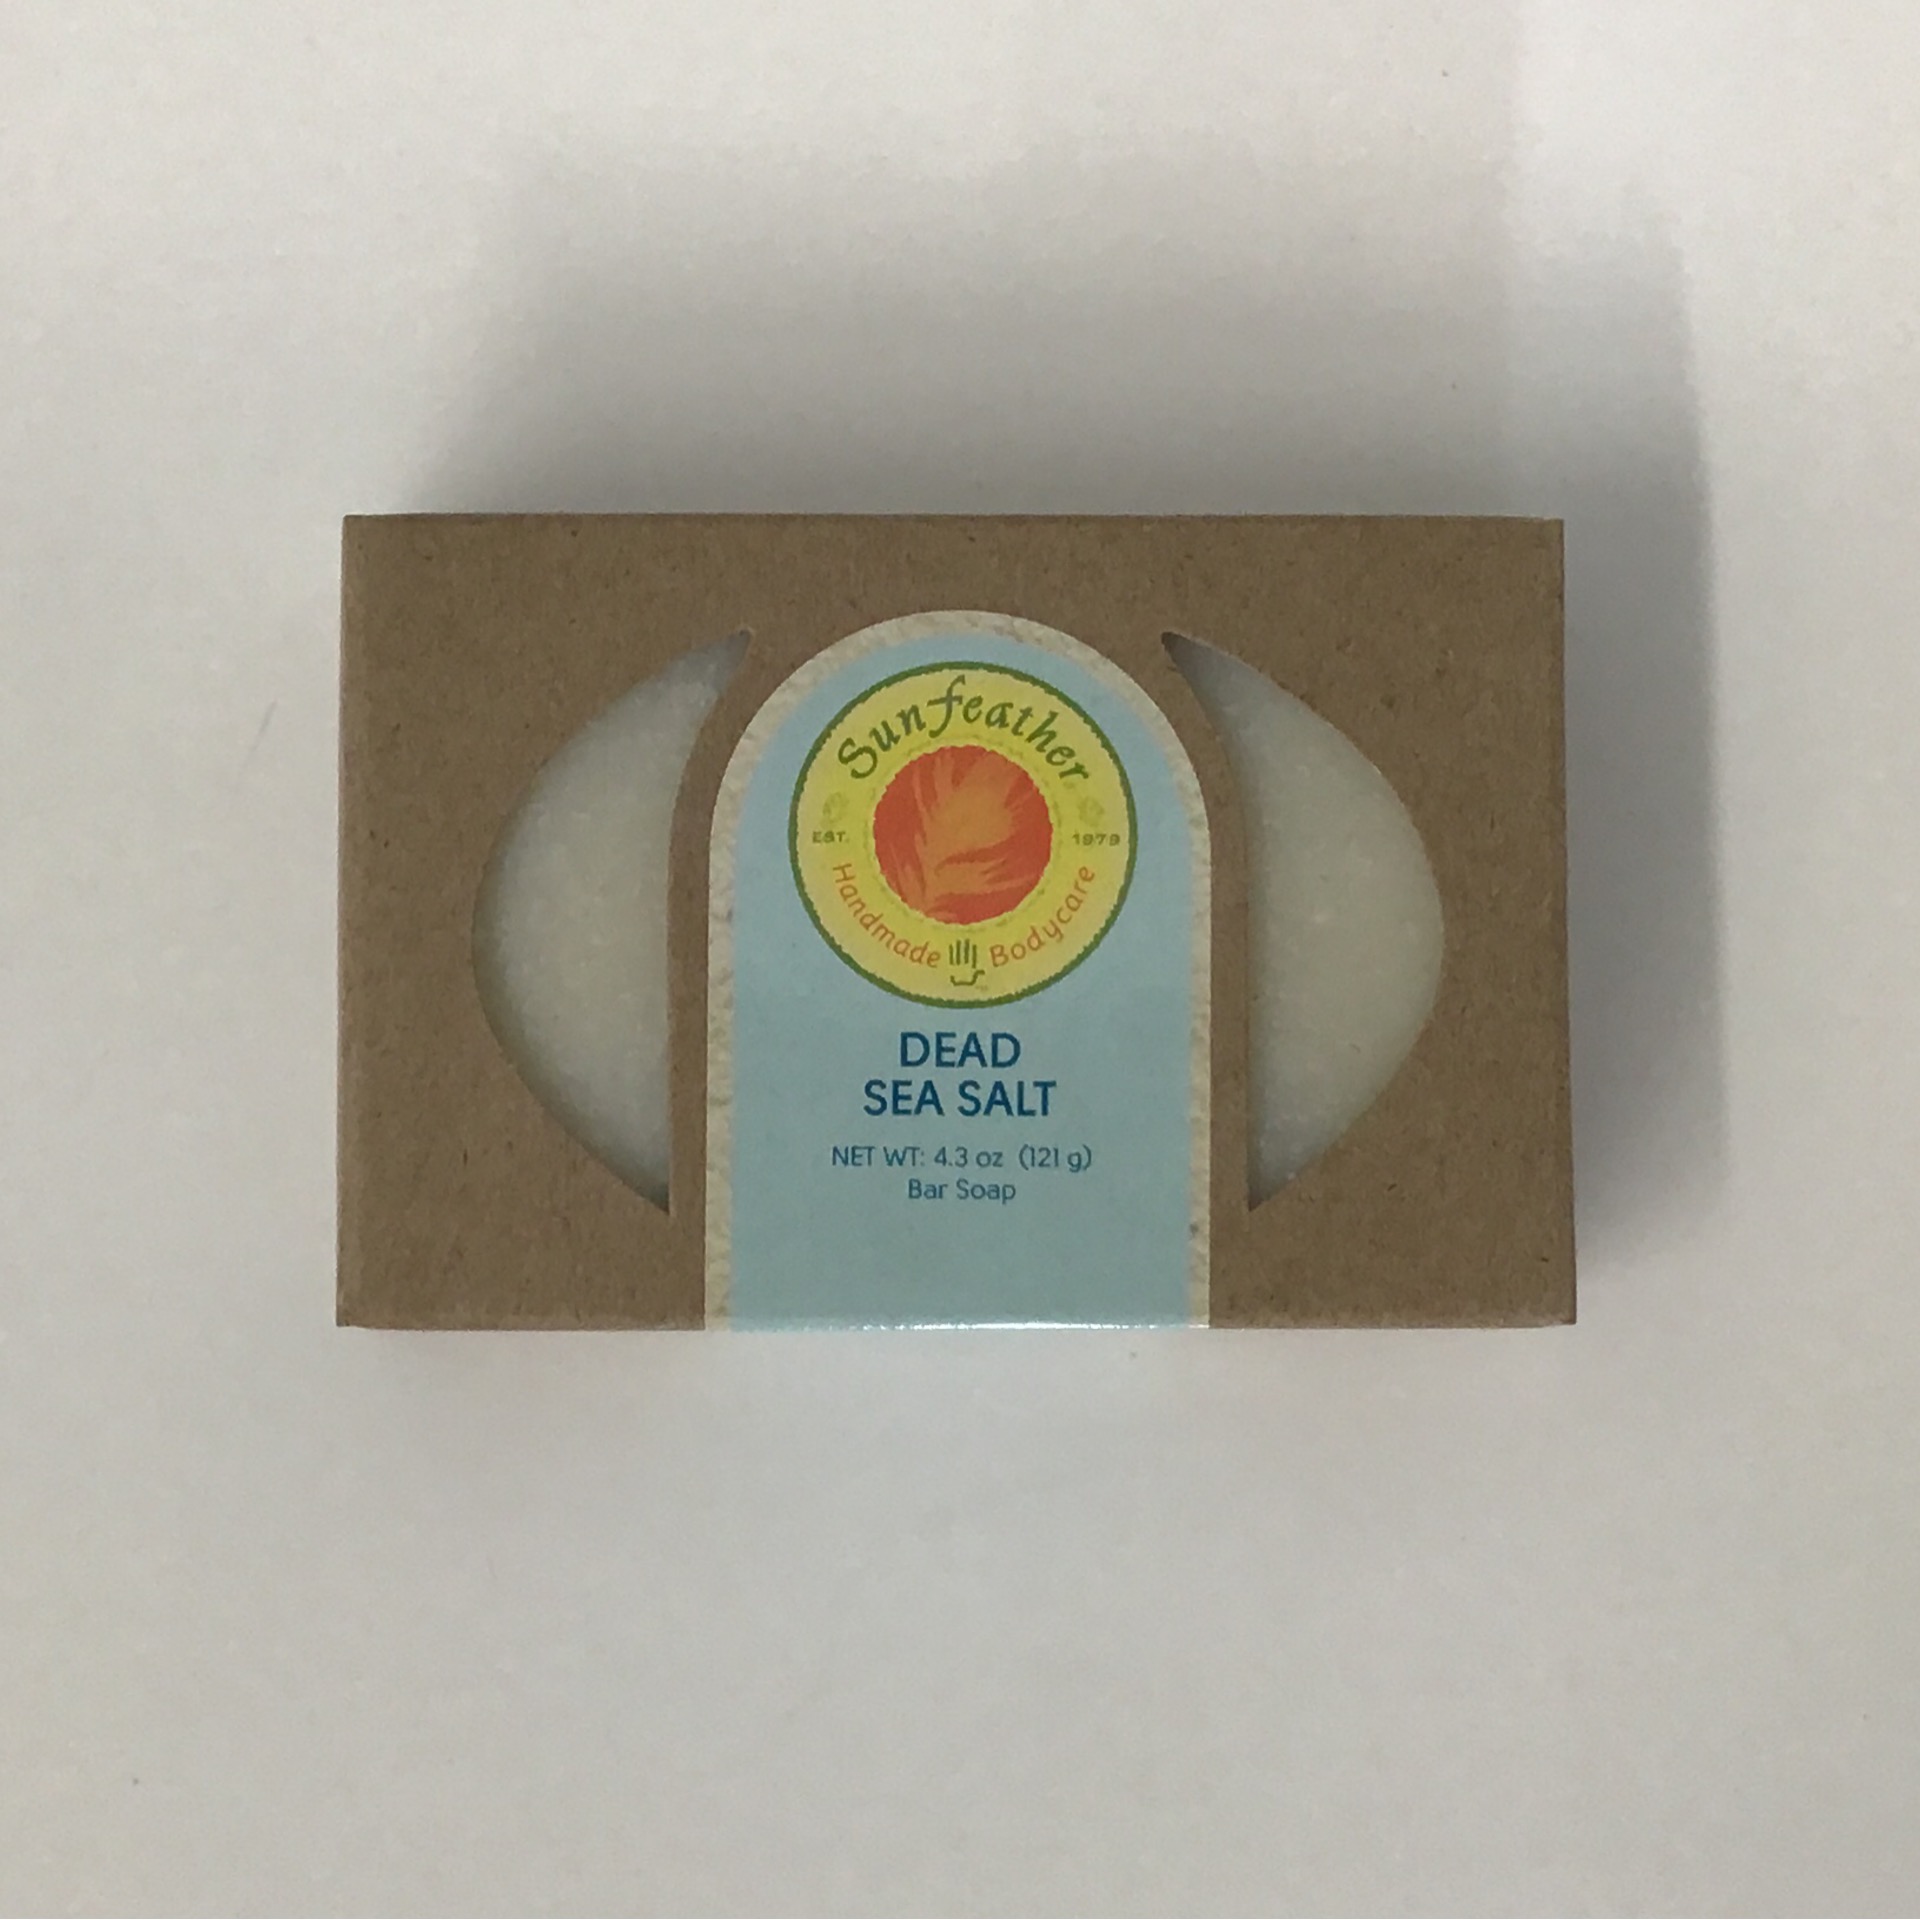 Sunfeather
EST. 1979
Handmade Bodycare
DEAD
SEA SALT
NET WT: 4.3 oz (121 g)
Bar Soap